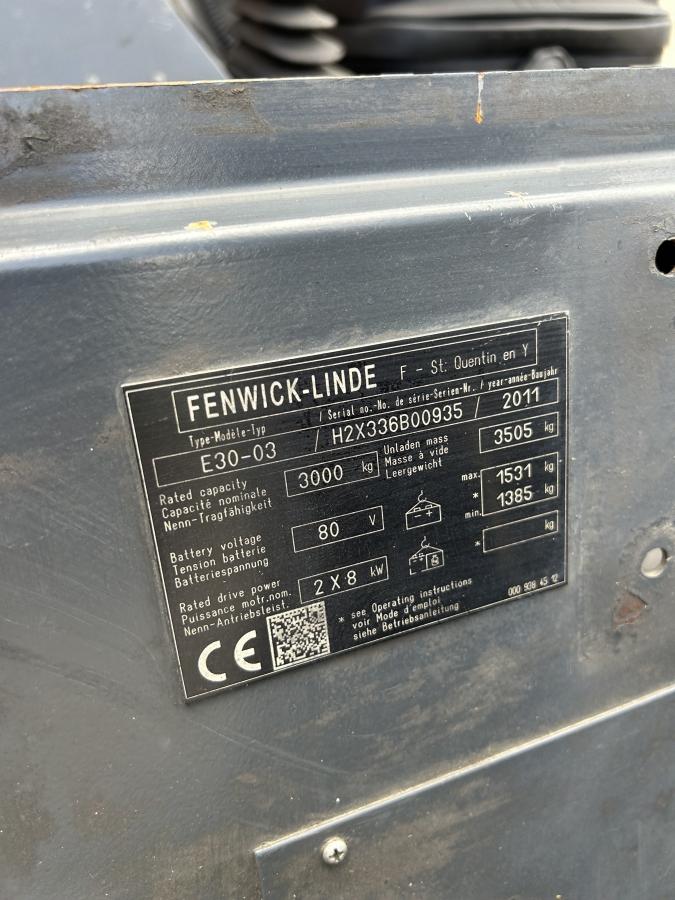 FENWICK-LINDE F - St: Quentin en Y
Type-Modèle-Typ / Serial no.-No. de série-Serien-Nr. / year-année-Baujahr
E30-03 / H2X336B00935 / 2011
Rated capacity
Capacité nominale
Nenn-Tragfähigkeit
3000 kg
Unladen mass
Masse à vide
Leergewicht
3505 kg
Battery voltage
Tension batterie
Batteriespannung
80 V
- +
max. 1531 kg
* 1385 kg
min.
Rated drive power
Puissance motr.nom.
Nenn-Antriebsleist.
2 X 8 kW
* kg
CE
* see Operating instructions
voir Mode d'emploi
siehe Betriebsanleitung
000 938 45 12